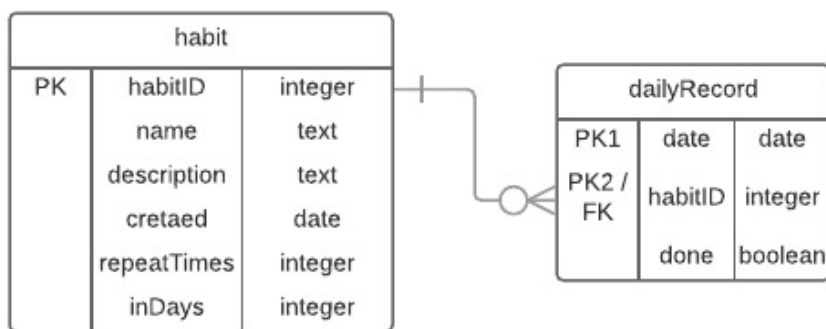 habit
PK habitID integer
name text
description text
cretaed date
repeatTimes integer
inDays integer
dailyRecord
PK1 date date
PK2 /
FK habitID integer
done boolean